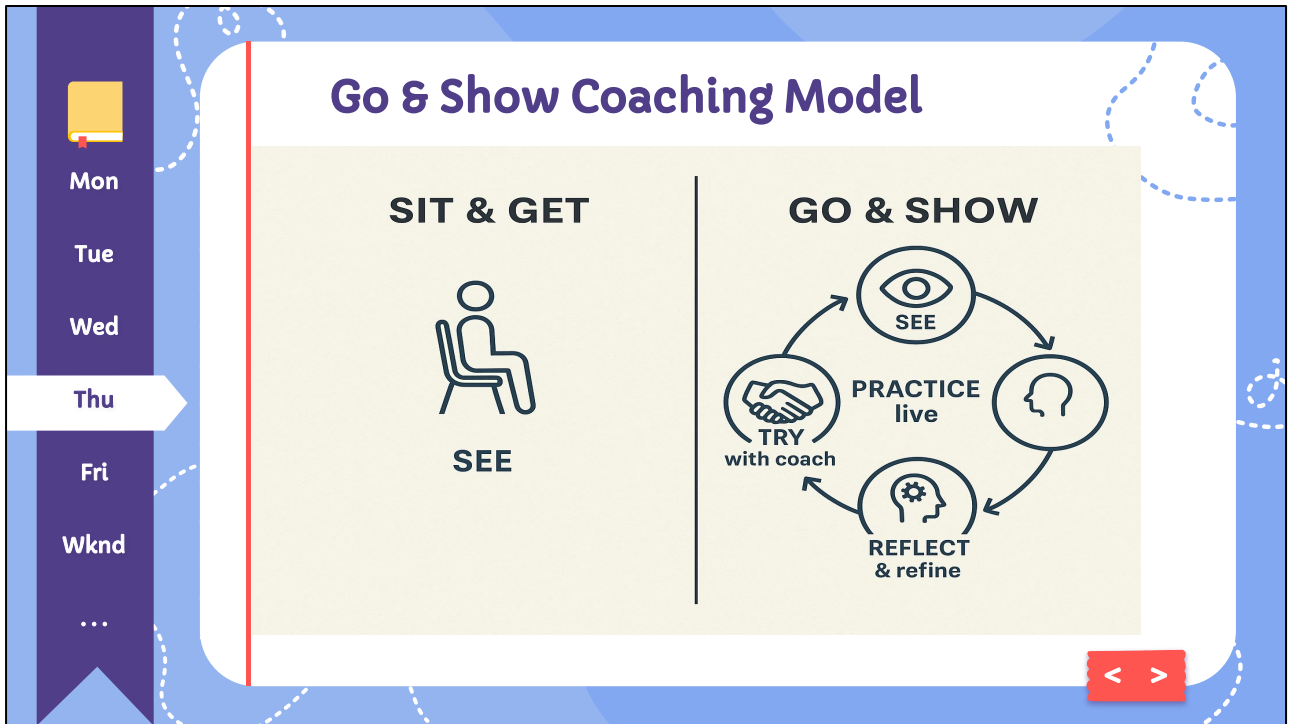 Go & Show Coaching Model
Mon
Tue
Wed
Thu
Fri
Wknd
...
SIT & GET
SEE
GO & SHOW
SEE
PRACTICE
live
TRY
with coach
REFLECT
& refine
< >